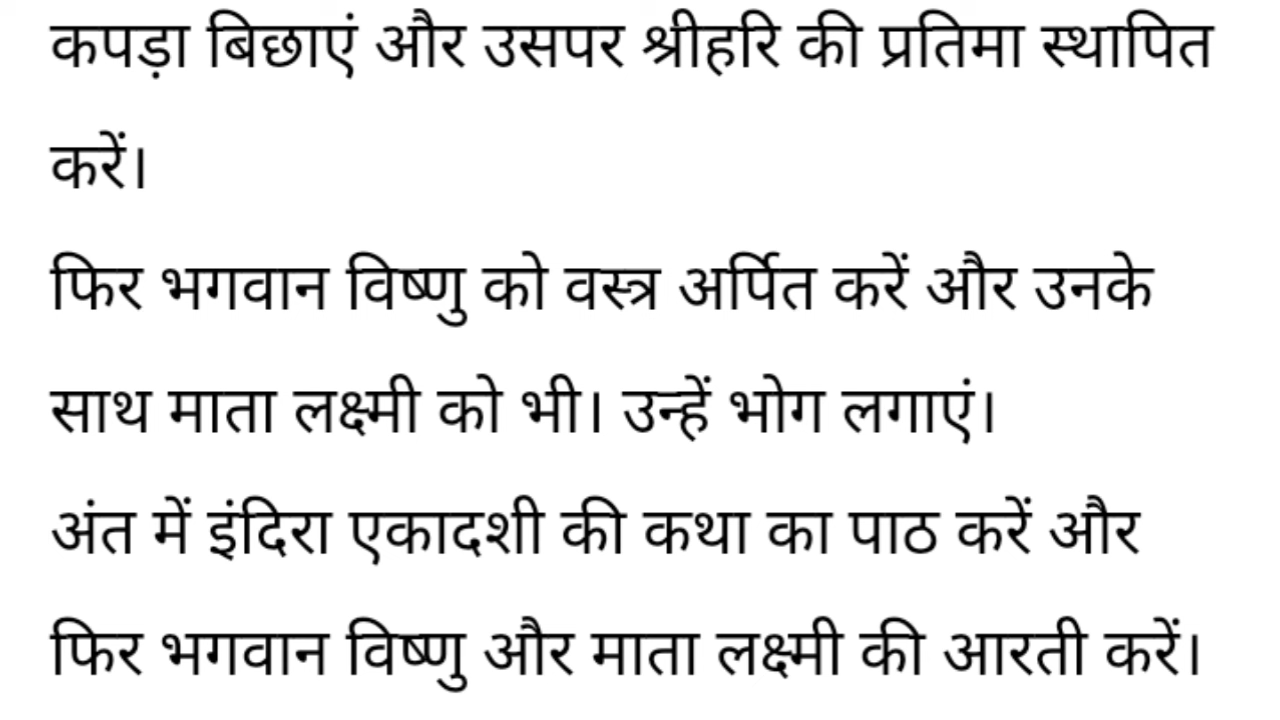 कपड़ा बिछाएं और उसपर श्रीहरि की प्रतिमा स्थापित
करें।
फिर भगवान विष्णु को वस्त्र अर्पित करें और उनके
साथ माता लक्ष्मी को भी। उन्हें भोग लगाएं।
अंत में इंदिरा एकादशी की कथा का पाठ करें और
फिर भगवान विष्णु और माता लक्ष्मी की आरती करें।